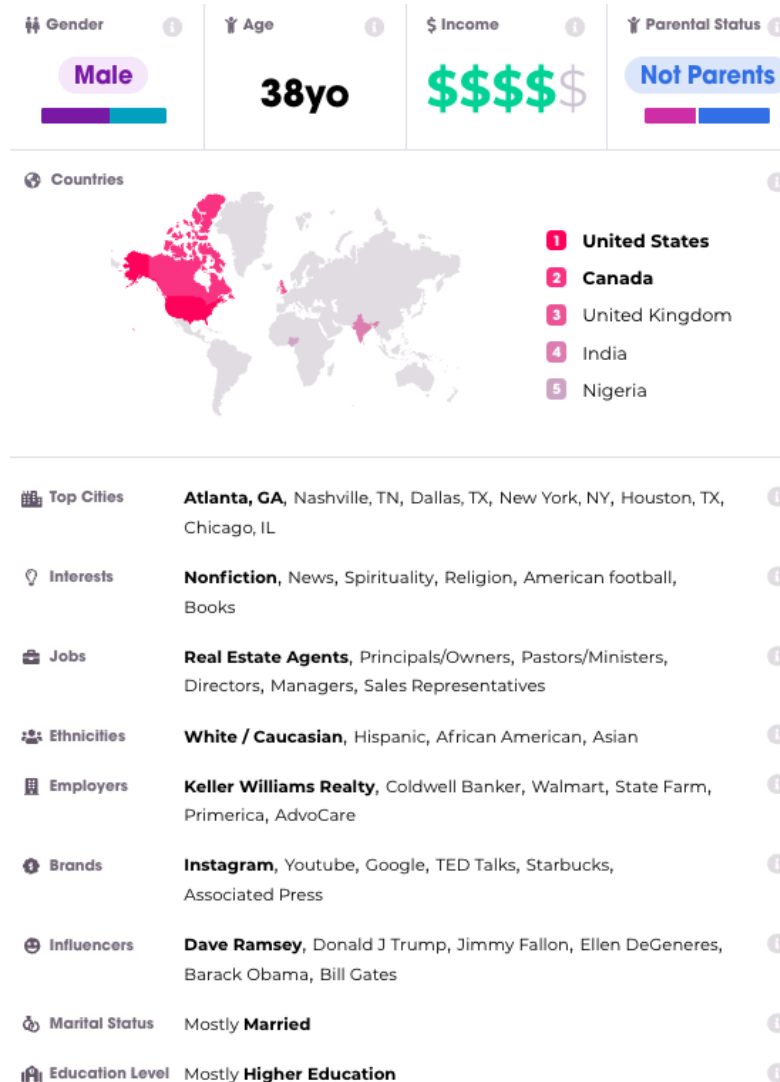 Gender
Age
$ Income
Parental Status
Male
38yo
$$$$$
Not Parents
Countries
1 United States
2 Canada
3 United Kingdom
4 India
5 Nigeria
Top Cities
Atlanta, GA, Nashville, TN, Dallas, TX, New York, NY, Houston, TX,
Chicago, IL
Interests
Nonfiction, News, Spirituality, Religion, American football,
Books
Jobs
Real Estate Agents, Principals/Owners, Pastors/Ministers,
Directors, Managers, Sales Representatives
Ethnicities
White / Caucasian, Hispanic, African American, Asian
Employers
Keller Williams Realty, Coldwell Banker, Walmart, State Farm,
Primerica, AdvoCare
Brands
Instagram, Youtube, Google, TED Talks, Starbucks,
Associated Press
Influencers
Dave Ramsey, Donald J Trump, Jimmy Fallon, Ellen DeGeneres,
Barack Obama, Bill Gates
Marital Status
Mostly Married
Education Level
Mostly Higher Education